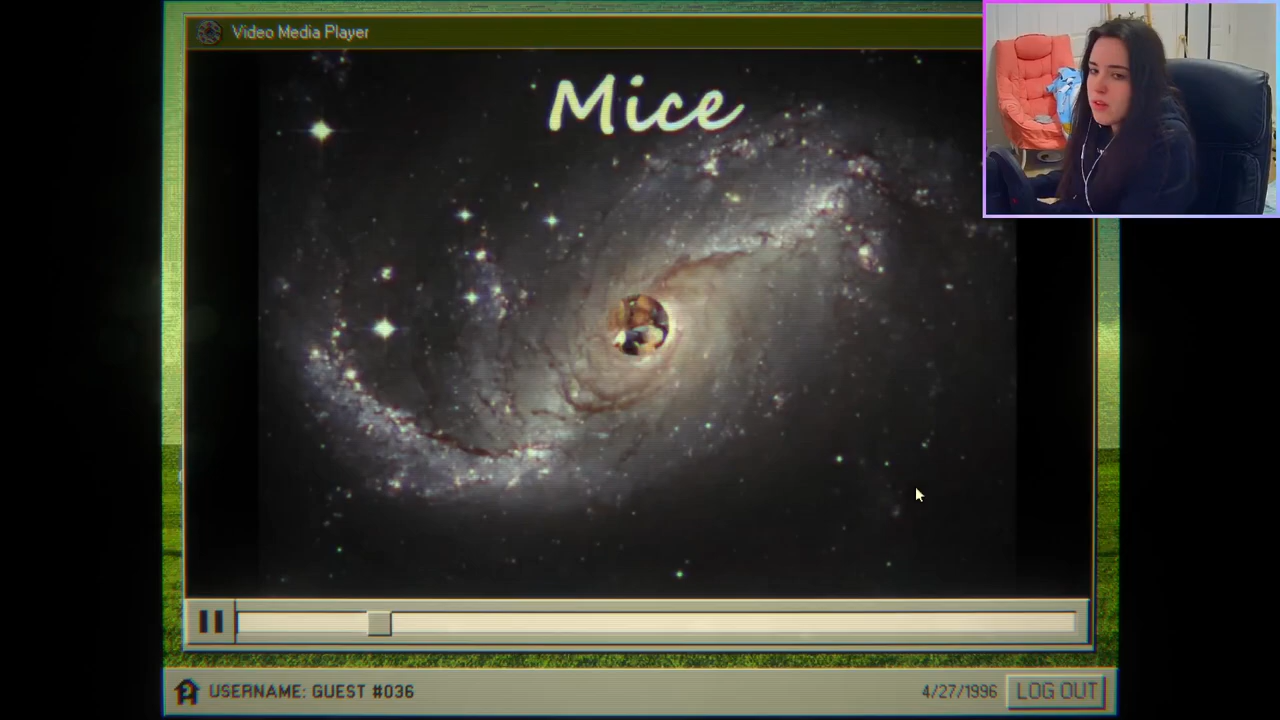 Video Media Player
Mice
USERNAME: GUEST #036
4/27/1996
LOG OUT